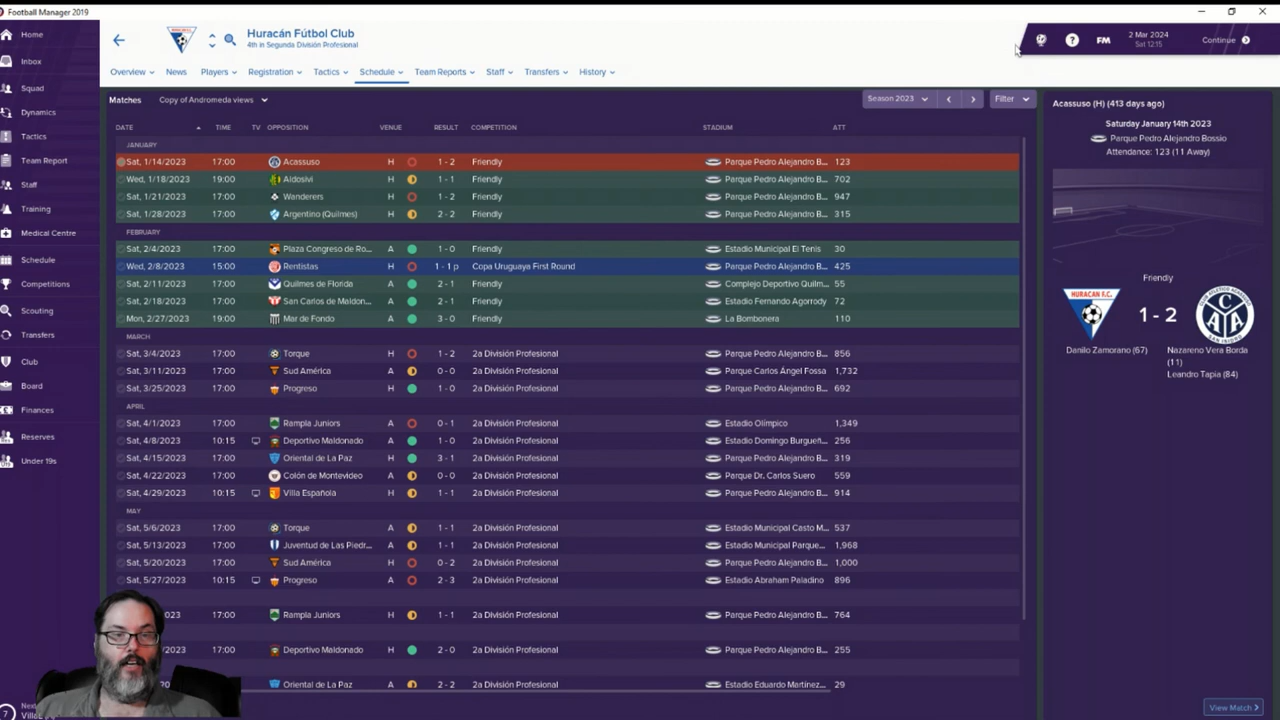 Football Manager 2019
Home
Inbox
Squad
Dynamics
Tactics
Team Report
Staff
Training
Medical Centre
Schedule
Competitions
Scouting
Transfers
Club
Board
Finances
Reserves
Under 19s
Huracán Fútbol Club
4th in Segunda División Profesional
FM
2 Mar 2024
Sat 12:15
Continue
Overview News Players Registration Tactics Schedule Team Reports Staff Transfers History
Matches Copy of Andromeda views Season 2023 Filter
DATE TIME TV OPPOSITION VENUE RESULT COMPETITION STADIUM ATT
JANUARY
Sat, 1/14/2023 17:00 Acassuso H 1 - 2 Friendly Parque Pedro Alejandro B... 123
Wed, 1/18/2023 19:00 Aldosivi H 1 - 1 Friendly Parque Pedro Alejandro B... 702
Sat, 1/21/2023 17:00 Wanderers H 1 - 2 Friendly Parque Pedro Alejandro B... 947
Sat, 1/28/2023 17:00 Argentino (Quilmes) H 2 - 2 Friendly Parque Pedro Alejandro B... 315
FEBRUARY
Sat, 2/4/2023 17:00 Plaza Congreso de Ro... A 1 - 0 Friendly Estadio Municipal El Tenis 30
Wed, 2/8/2023 15:00 Rentistas H 1 - 1 p Copa Uruguaya First Round Parque Pedro Alejandro B... 425
Sat, 2/11/2023 17:00 Quilmes de Florida A 2 - 1 Friendly Complejo Deportivo Quilm... 55
Sat, 2/18/2023 17:00 San Carlos de Maldon... A 2 - 1 Friendly Estadio Fernando Agorrody 72
Mon, 2/27/2023 19:00 Mar de Fondo A 3 - 0 Friendly La Bombonera 110
MARCH
Sat, 3/4/2023 17:00 Torque H 1 - 2 2a División Profesional Parque Pedro Alejandro B... 856
Sat, 3/11/2023 17:00 Sud América A 0 - 0 2a División Profesional Parque Carlos Ángel Fossa 1,732
Sat, 3/25/2023 17:00 Progreso H 1 - 0 2a División Profesional Parque Pedro Alejandro B... 692
APRIL
Sat, 4/1/2023 17:00 Rampla Juniors A 0 - 1 2a División Profesional Estadio Olímpico 1,349
Sat, 4/8/2023 10:15 Deportivo Maldonado A 1 - 0 2a División Profesional Estadio Domingo Burgueñ... 256
Sat, 4/15/2023 17:00 Oriental de La Paz H 3 - 1 2a División Profesional Parque Pedro Alejandro B... 319
Sat, 4/22/2023 17:00 Colón de Montevideo A 0 - 0 2a División Profesional Parque Dr. Carlos Suero 559
Sat, 4/29/2023 10:15 Villa Española H 1 - 1 2a División Profesional Parque Pedro Alejandro B... 914
MAY
Sat, 5/6/2023 17:00 Torque A 1 - 1 2a División Profesional Estadio Municipal Casto M... 537
Sat, 5/13/2023 17:00 Juventud de Las Piedr... A 1 - 1 2a División Profesional Estadio Municipal Parque... 1,968
Sat, 5/20/2023 17:00 Sud América H 0 - 2 2a División Profesional Parque Pedro Alejandro B... 1,000
Sat, 5/27/2023 10:15 Progreso A 2 - 3 2a División Profesional Estadio Abraham Paladino 896
17:00 Rampla Juniors H 1 - 1 2a División Profesional Parque Pedro Alejandro B... 764
17:00 Deportivo Maldonado H 2 - 0 2a División Profesional Parque Pedro Alejandro B... 255
17:00 Oriental de La Paz A 2 - 2 2a División Profesional Estadio Eduardo Martínez... 29
Acassuso (H) (413 days ago)
Saturday January 14th 2023
Parque Pedro Alejandro Bossio
Attendance: 123 (11 Away)
Friendly
HURACAN F.C.
1 - 2
Danilo Zamorano (67)
Nazareno Vera Borda
(11)
Leandro Tapia (84)
View Match